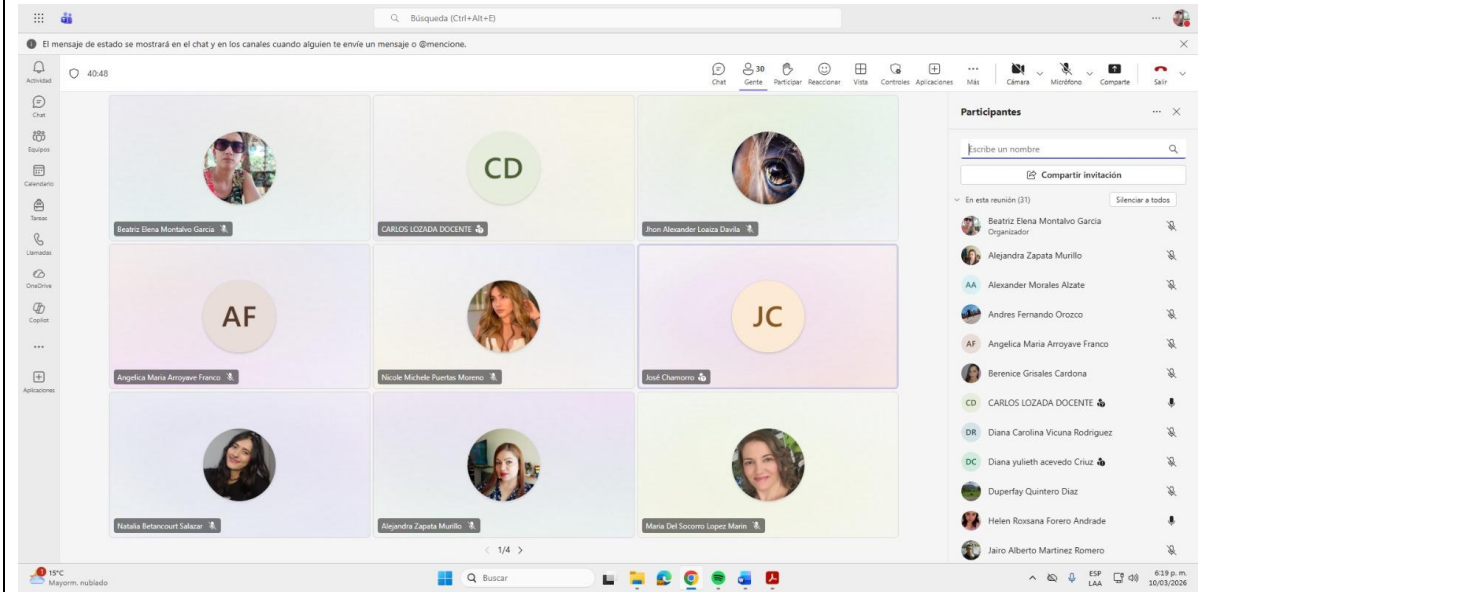 Búsqueda (Ctrl+Alt+E)
El mensaje de estado se mostrará en el chat y en los canales cuando alguien te envíe un mensaje o @mencione.
Actividad
Chat
Equipos
Calendario
Tareas
Llamadas
OneDrive
Copilot
Aplicaciones
40:48
Chat
30
Gente
Participar
Reaccionar
Vista
Controles
Aplicaciones
Más
Cámara
Micrófono
Comparte
Salir
Beatriz Elena Montalvo Garcia
CD
CARLOS LOZADA DOCENTE
Jhon Alexander Loaiza Davila
AF
Angelica Maria Arroyave Franco
Nicole Michele Puertas Moreno
JC
José Chamorro
Natalia Betancourt Salazar
Alejandra Zapata Murillo
Maria Del Socorro Lopez Marin
1/4
Participantes
Escribe un nombre
Compartir invitación
En esta reunión (31)
Silenciar a todos
Beatriz Elena Montalvo Garcia
Organizador
Alejandra Zapata Murillo
AA Alexander Morales Alzate
Andres Fernando Orozco
AF Angelica Maria Arroyave Franco
Berenice Grisales Cardona
CD CARLOS LOZADA DOCENTE
DR Diana Carolina Vicuna Rodriguez
DC Diana yulieth acevedo Criuz
Duperfay Quintero Diaz
Helen Roxsana Forero Andrade
Jairo Alberto Martinez Romero
15°C
Mayorm. nublado
Buscar
ESP
LAA
6:19 p. m.
10/03/2026